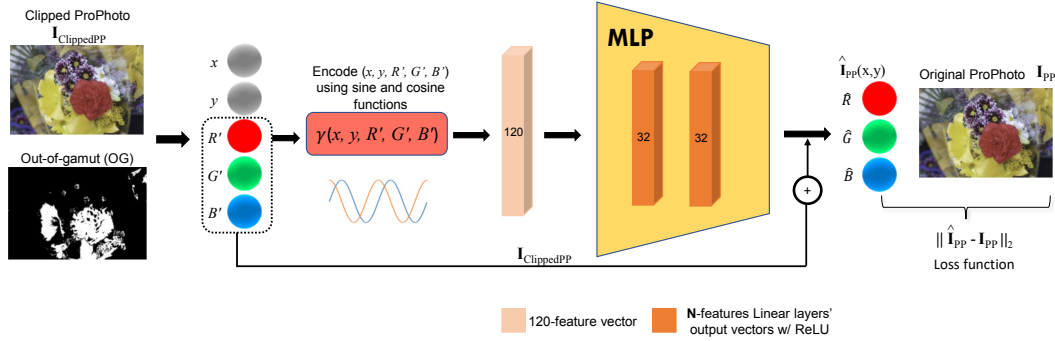 Clipped ProPhoto
I_ClippedPP
Out-of-gamut (OG)
x
y
R'
G'
B'
Encode (x, y, R', G', B')
using sine and cosine
functions
γ(x, y, R', G', B')
120
MLP
32
32
I_ClippedPP
+
Î_PP(x,y)
R̂
Ĝ
B̂
Original ProPhoto I_PP
|| Î_PP - I_PP ||_2
Loss function
120-feature vector
N-features Linear layers'
output vectors w/ ReLU